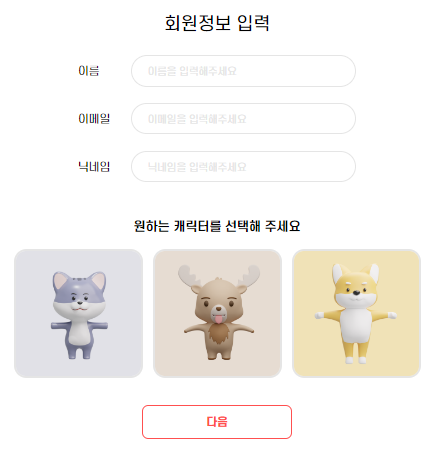 회원정보 입력
이름
이름을 입력해주세요
이메일
이메일을 입력해주세요
닉네임
닉네임을 입력해주세요
원하는 캐릭터를 선택해 주세요
다음